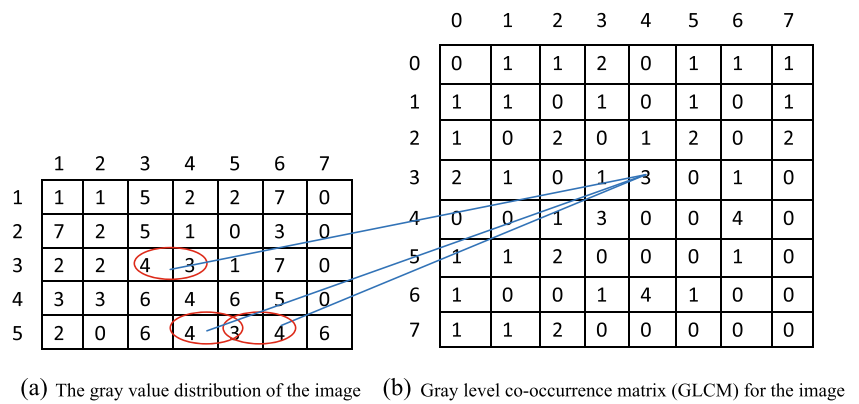 0 1 2 3 4 5 6 7
0 0 1 1 2 0 1 1 1
1 1 1 0 1 0 1 0 1
2 1 0 2 0 1 2 0 2
3 2 1 0 1 3 0 1 0
4 0 0 1 3 0 0 4 0
5 1 1 2 0 0 0 1 0
6 1 0 0 1 4 1 0 0
7 1 1 2 0 0 0 0 0
1 2 3 4 5 6 7
1 1 1 5 2 2 7 0
2 7 2 5 1 0 3 0
3 2 2 4 3 1 7 0
4 3 3 6 4 6 5 0
5 2 0 6 4 3 4 6
(a) The gray value distribution of the image
(b) Gray level co-occurrence matrix (GLCM) for the image